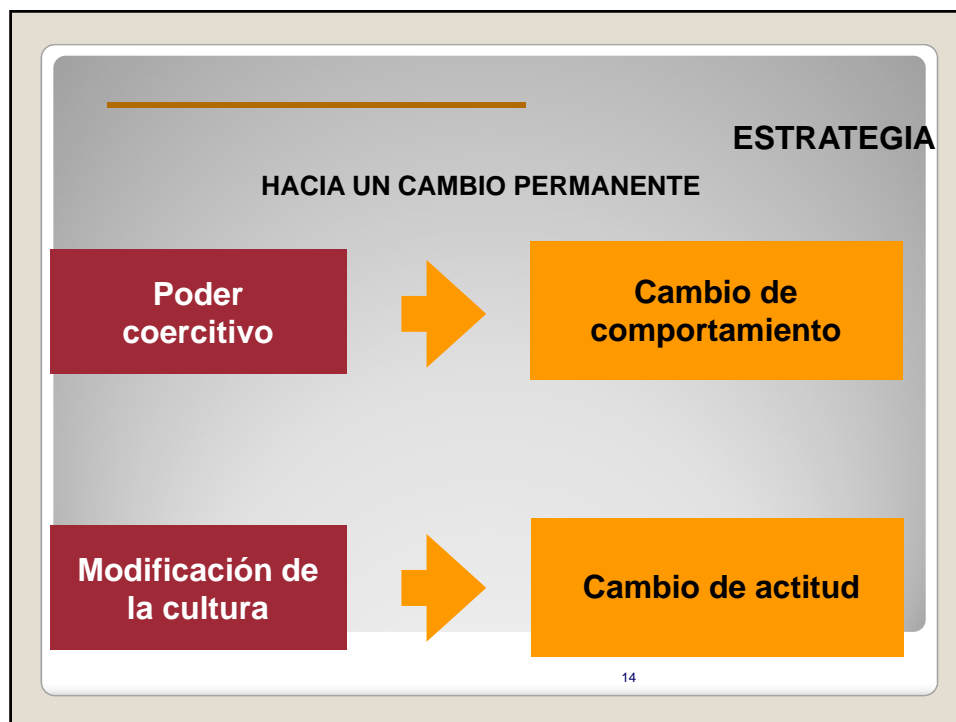 ESTRATEGIA
HACIA UN CAMBIO PERMANENTE
Poder
coercitivo
Cambio de
comportamiento
Modificación de
la cultura
Cambio de actitud
14